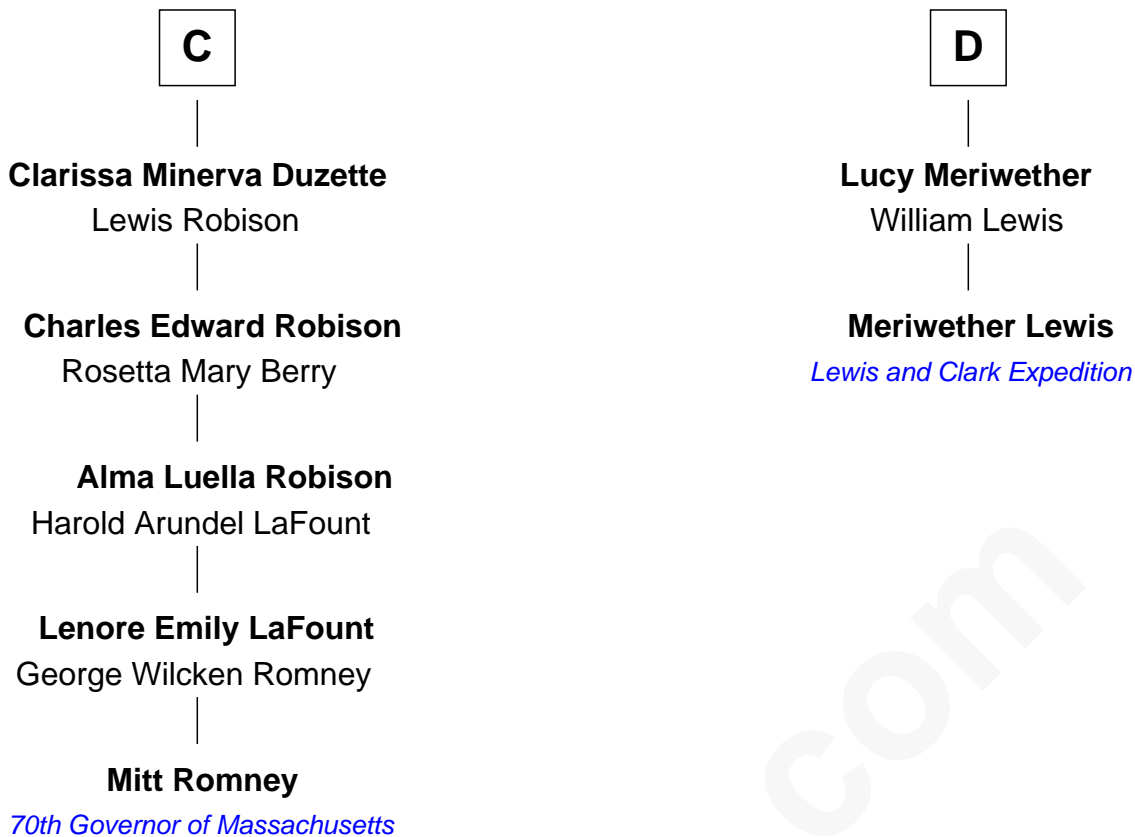 C
Clarissa Minerva Duzette
Lewis Robison
Charles Edward Robison
Rosetta Mary Berry
Alma Luella Robison
Harold Arundel LaFount
Lenore Emily LaFount
George Wilcken Romney
Mitt Romney
70th Governor of Massachusetts
D
Lucy Meriwether
William Lewis
Meriwether Lewis
Lewis and Clark Expedition
com